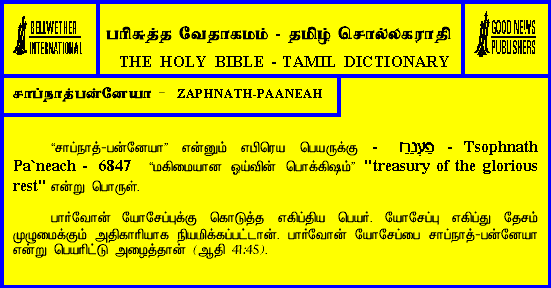 BELLWETHER
INTERNATIONAL
பரிசுத்த வேதாகமம் - தமிழ் சொல்லகராதி
THE HOLY BIBLE - TAMIL DICTIONARY
GOOD NEWS
PUBLISHERS
சாப்நாத்பன்னேயா - ZAPHNATH-PAANEAH
“சாப்நாத்-பன்னேயா” என்னும் எபிரெய பெயருக்கு - - Tsophnath
Pa`neach - 6847 “மகிமையான ஒய்வின் பொக்கிஷம்” "treasury of the glorious
rest" என்று பொருள்.
பார்வோன் யோசேப்புக்கு கொடுத்த எகிப்திய பெயர். யோசேப்பு எகிப்து தேசம்
முழுமைக்கும் அதிகாரியாக நியமிக்கப்பட்டான். பார்வோன் யோசேப்பை சாப்நாத்-பன்னேயா
என்று பெயரிட்டு அழைத்தான் (ஆதி 41:45).